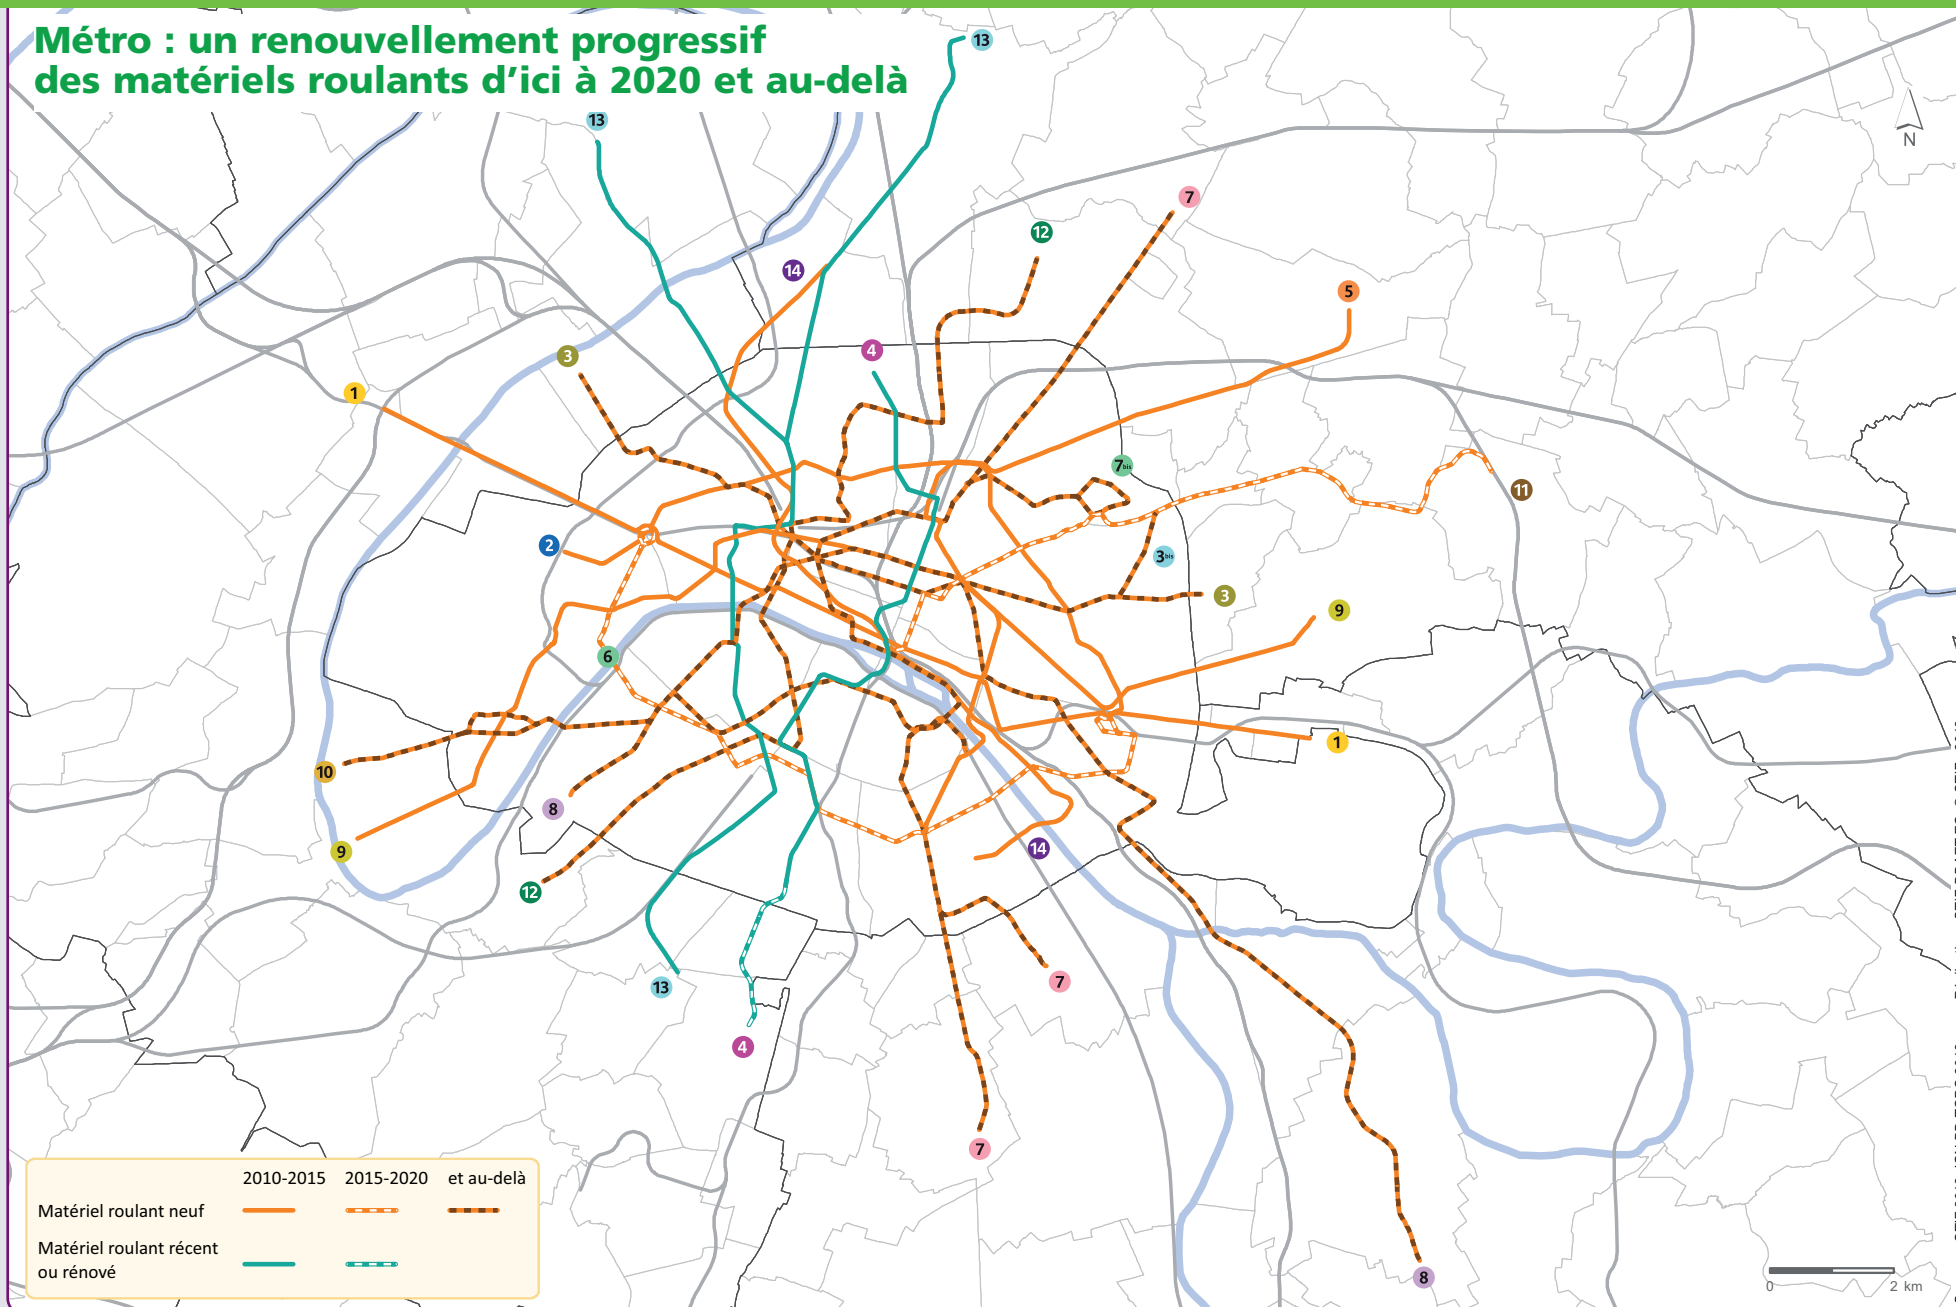 Métro : un renouvellement progressif
des matériels roulants d'ici à 2020 et au-delà
13
13
N
7
12
14
5
3
4
1
7bis
11
2
3bis
3
9
6
1
10
8
9
14
12
7
13
4
7
8
2010-2015 2015-2020 et au-delà
Matériel roulant neuf
Matériel roulant récent
ou rénové
0 2 km